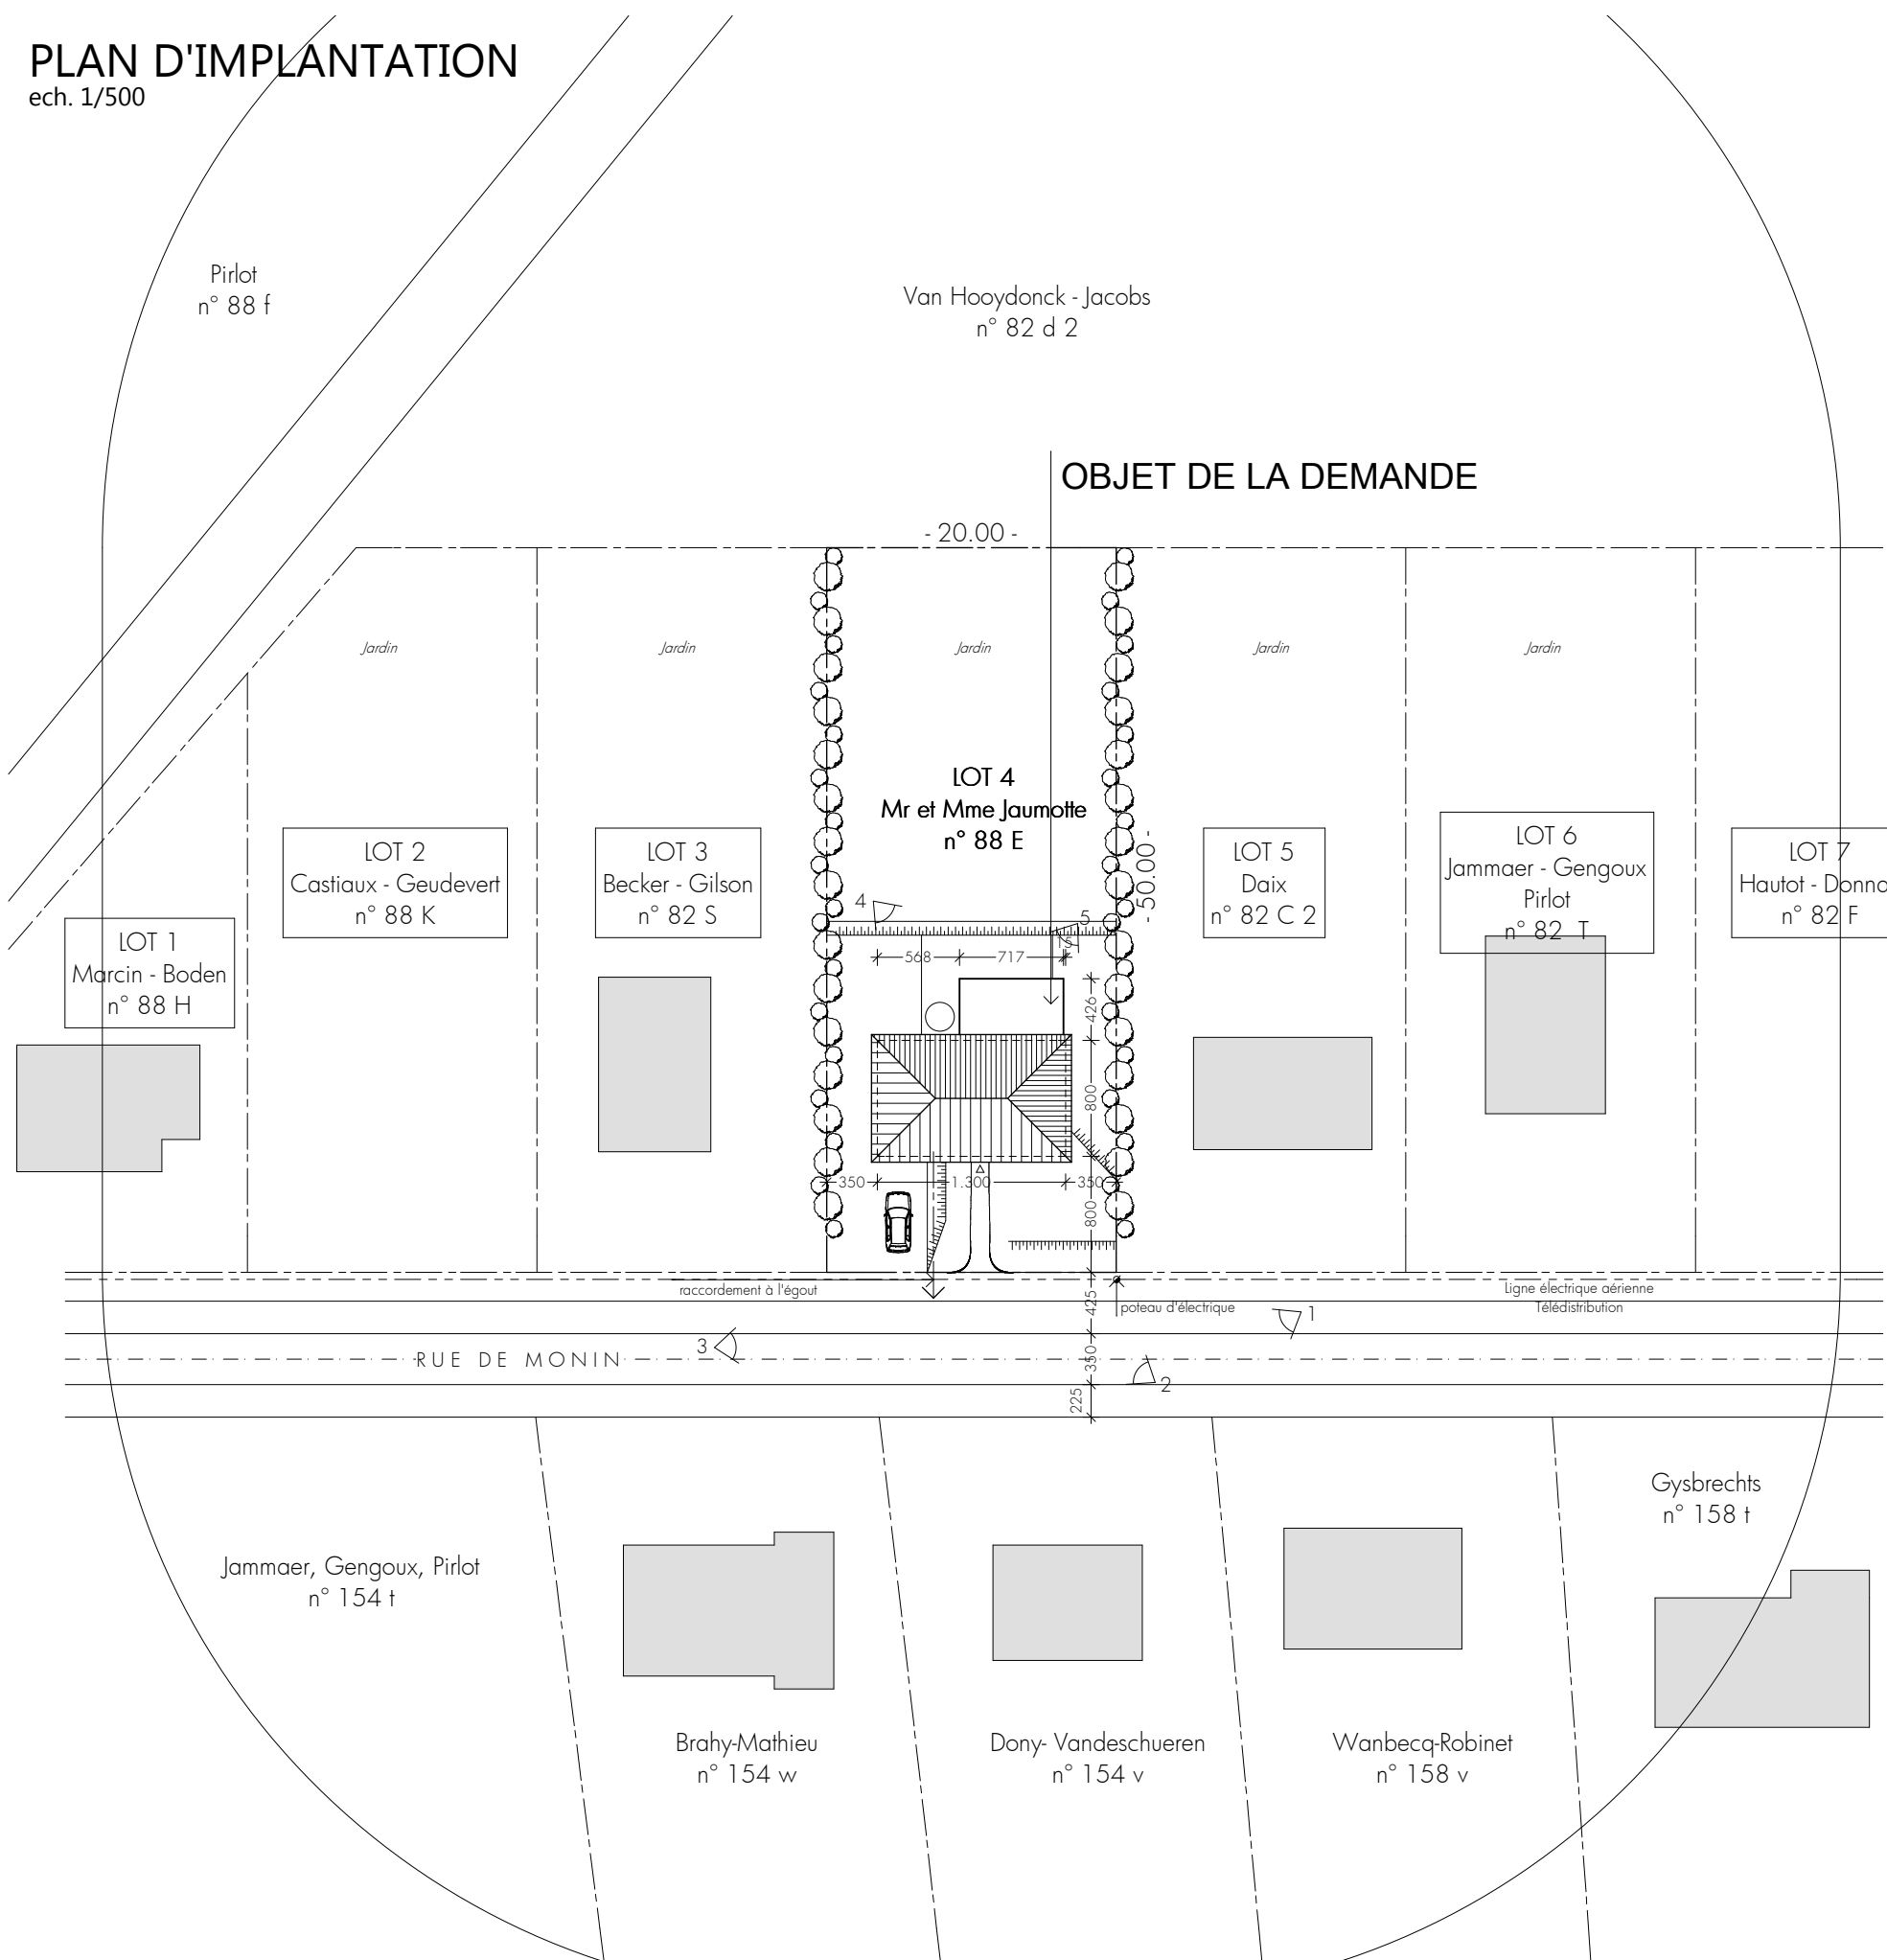 PLAN D'IMPLANTATION
ech. 1/500
Pirlot
n° 88 f
Van Hooydonck - Jacobs
n° 82 d 2
OBJET DE LA DEMANDE
- 20.00 -
Jardin
Jardin
Jardin
Jardin
Jardin
LOT 1
Marcin - Boden
n° 88 H
LOT 2
Castiaux - Geudevert
n° 88 K
LOT 3
Becker - Gilson
n° 82 S
LOT 4
Mr et Mme Jaumotte
n° 88 E
- 50.00 -
LOT 5
Daix
n° 82 C 2
LOT 6
Jammaer - Gengoux
Pirlot
n° 82 T
LOT 7
Hautot - Donna
n° 82 F
4
5
568
717
426
800
350
1.300
350
800
raccordement à l'égout
425
poteau d'électrique
Ligne électrique aérienne
Télédistribution
1
3
RUE DE MONIN
350
2
225
Gysbrechts
n° 158 t
Jammaer, Gengoux, Pirlot
n° 154 t
Brahy-Mathieu
n° 154 w
Dony- Vandeschueren
n° 154 v
Wanbecq-Robinet
n° 158 v